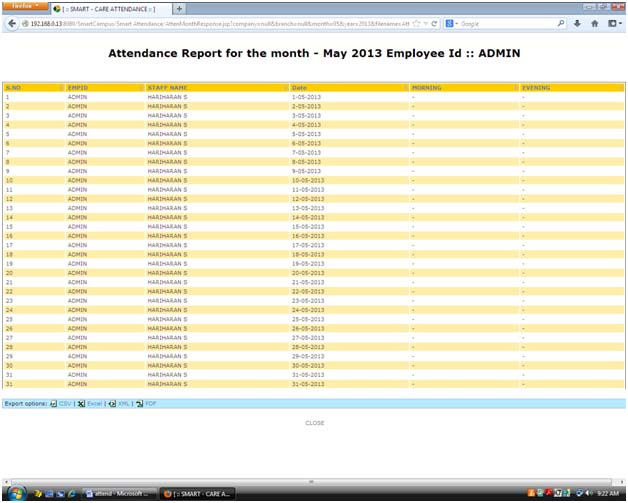 Firefox
[ :: SMART - CARE ATTENDANCE :: ]
192.168.0.13:8080/SmartCampus/Smart Attendance/AttenMonthResponse.jsp?company=null&branch=null&month=05&year=2013&filename=Att
Google
Attendance Report for the month - May 2013 Employee Id :: ADMIN
S.NO EMPID STAFF NAME Date MORNING EVENING
1 ADMIN HARIHARAN S 1-05-2013 - -
2 ADMIN HARIHARAN S 2-05-2013 - -
3 ADMIN HARIHARAN S 3-05-2013 - -
4 ADMIN HARIHARAN S 4-05-2013 - -
5 ADMIN HARIHARAN S 5-05-2013 - -
6 ADMIN HARIHARAN S 6-05-2013 - -
7 ADMIN HARIHARAN S 7-05-2013 - -
8 ADMIN HARIHARAN S 8-05-2013 - -
9 ADMIN HARIHARAN S 9-05-2013 - -
10 ADMIN HARIHARAN S 10-05-2013 - -
11 ADMIN HARIHARAN S 11-05-2013 - -
12 ADMIN HARIHARAN S 12-05-2013 - -
13 ADMIN HARIHARAN S 13-05-2013 - -
14 ADMIN HARIHARAN S 14-05-2013 - -
15 ADMIN HARIHARAN S 15-05-2013 - -
16 ADMIN HARIHARAN S 16-05-2013 - -
17 ADMIN HARIHARAN S 17-05-2013 - -
18 ADMIN HARIHARAN S 18-05-2013 - -
19 ADMIN HARIHARAN S 19-05-2013 - -
20 ADMIN HARIHARAN S 20-05-2013 - -
21 ADMIN HARIHARAN S 21-05-2013 - -
22 ADMIN HARIHARAN S 22-05-2013 - -
23 ADMIN HARIHARAN S 23-05-2013 - -
24 ADMIN HARIHARAN S 24-05-2013 - -
25 ADMIN HARIHARAN S 25-05-2013 - -
26 ADMIN HARIHARAN S 26-05-2013 - -
27 ADMIN HARIHARAN S 27-05-2013 - -
28 ADMIN HARIHARAN S 28-05-2013 - -
29 ADMIN HARIHARAN S 29-05-2013 - -
30 ADMIN HARIHARAN S 30-05-2013 - -
31 ADMIN HARIHARAN S 31-05-2013 - -
31 ADMIN HARIHARAN S 31-05-2013 - -
Export options: CSV | Excel | XML | PDF
CLOSE
attend - Microsoft ... [ :: SMART - CARE A... 9:22 AM